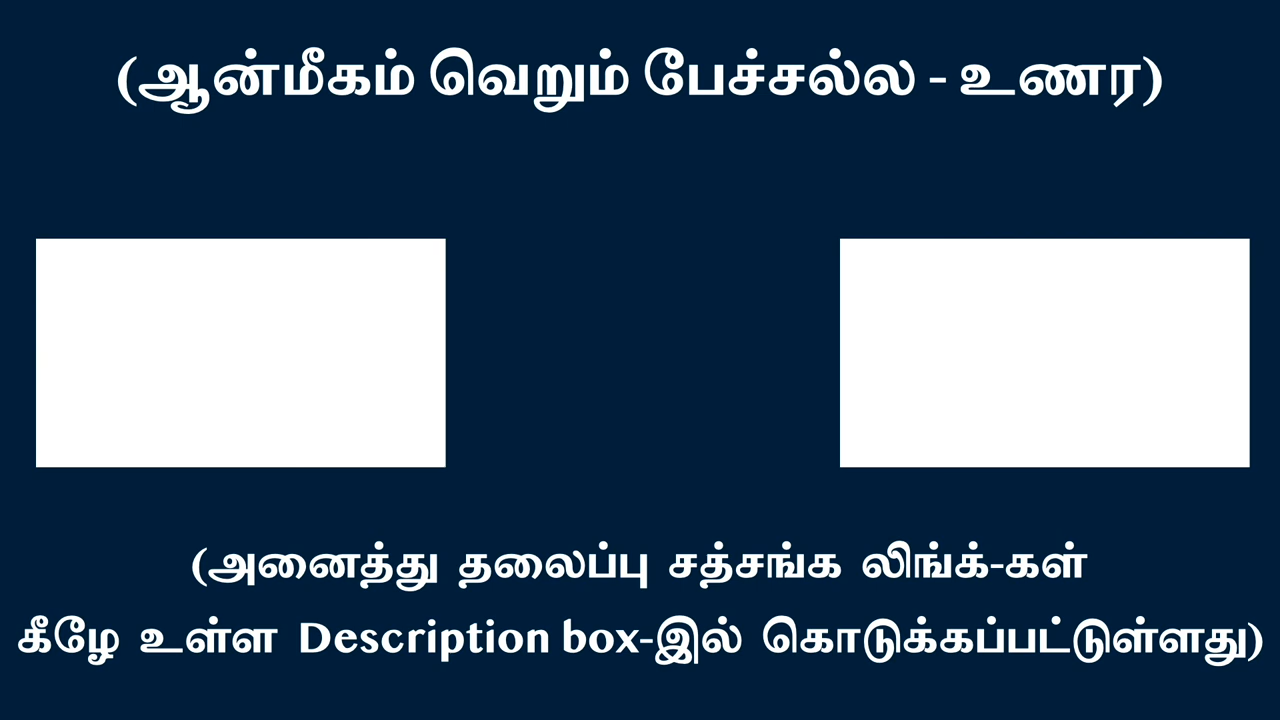 (ஆன்மீகம் வெறும் பேச்சல்ல - உணர)
(அனைத்து தலைப்பு சத்சங்க லிங்க்-கள்
கீழே உள்ள Description box-இல் கொடுக்கப்பட்டுள்ளது)